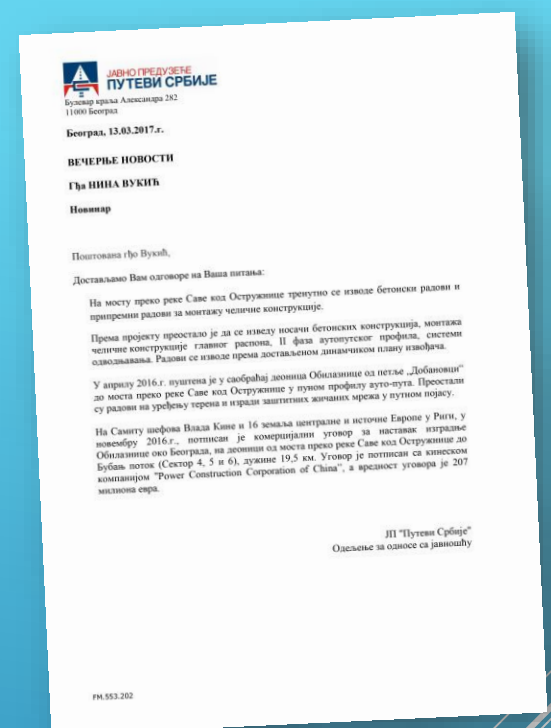 ЈАВНО ПРЕДУЗЕЋЕ
ПУТЕВИ СРБИЈЕ
Булевар краља Александра 282
11000 Београд
Београд, 13.03.2017.г.
ВЕЧЕРЊЕ НОВОСТИ
Гђа НИНА ВУКИЋ
Новинар
Поштована гђо Вукић,
Достављамо Вам одговоре на Ваша питања:
На мосту преко реке Саве код Остружнице тренутно се изводе бетонски радови и
припремни радови за монтажу челичне конструкције.
Према пројекту преостало је да се изведу носачи бетонских конструкција, монтажа
челичне конструкције главног распона, II фаза аутопутског профила, системи
одводњавања. Радови се изводе према достављеном динамичком плану извођача.
У априлу 2016.г. пуштена је у саобраћај деоница Обилазнице од петље „Добановци"
до моста преко реке Саве код Остружнице у пуном профилу ауто-пута. Преостали
су радови на уређењу терена и изради заштитних жичаних мрежа у путном појасу.
На Самиту шефова Влада Кине и 16 земаља централне и источне Европе у Риги, у
новембру 2016.г., потписан је комерцијални уговор за наставак изградње
Обилазнице око Београда, на деоници од моста преко реке Саве код Остружнице до
Бубањ поток (Сектор 4, 5 и 6), дужине 19,5 км. Уговор је потписан са кинеском
компанијом "Power Construction Corporation of China", а вредност уговора је 207
милиона евра.
ЈП "Путеви Србије"
Одељење за односе са јавношћу
FM.553.202